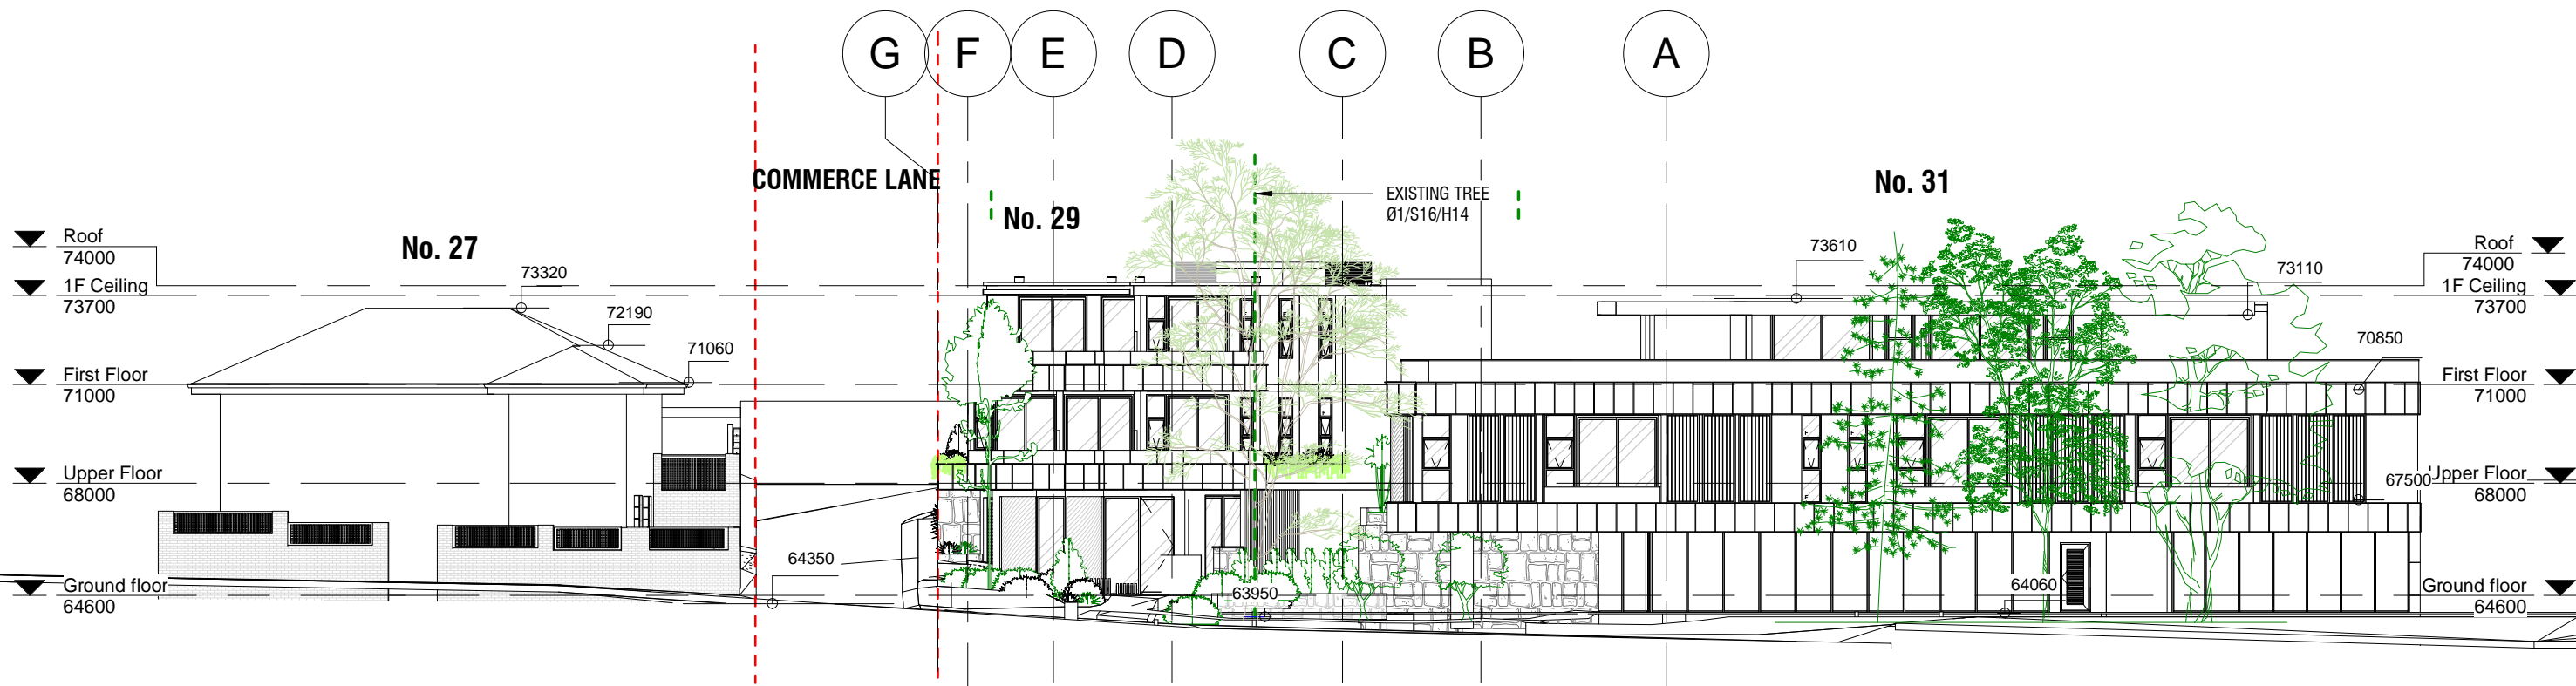 G F E D C B A
COMMERCE LANE
No. 27
No. 29
No. 31
EXISTING TREE
Ø1/S16/H14
Roof
74000
1F Ceiling
73700
First Floor
71000
Upper Floor
68000
Ground floor
64600
73320
72190
71060
64350
63950
73610
73110
70850
67500
64060
Roof
74000
1F Ceiling
73700
First Floor
71000
Upper Floor
68000
Ground floor
64600